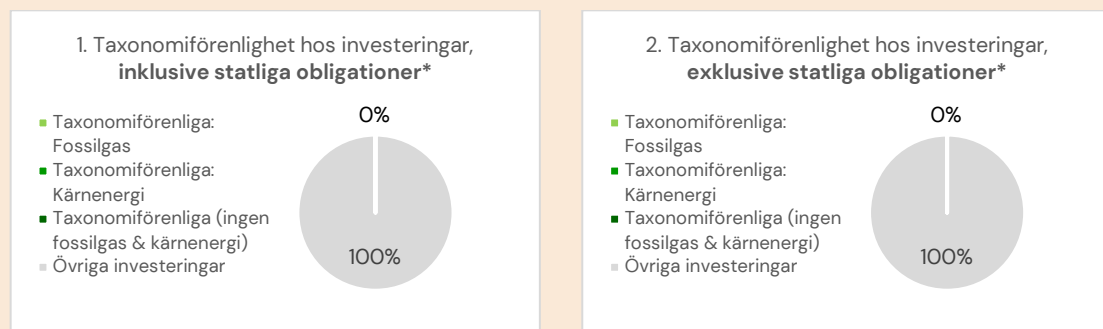 1. Taxonomiförenlighet hos investeringar,
inklusive statliga obligationer*
Taxonomiförenliga:
Fossilgas
Taxonomiförenliga:
Kärnenergi
Taxonomiförenliga (ingen
fossilgas & kärnenergi)
Övriga investeringar
0%
100%
2. Taxonomiförenlighet hos investeringar,
exklusive statliga obligationer*
Taxonomiförenliga:
Fossilgas
Taxonomiförenliga:
Kärnenergi
Taxonomiförenliga (ingen
fossilgas & kärnenergi)
Övriga investeringar
0%
100%